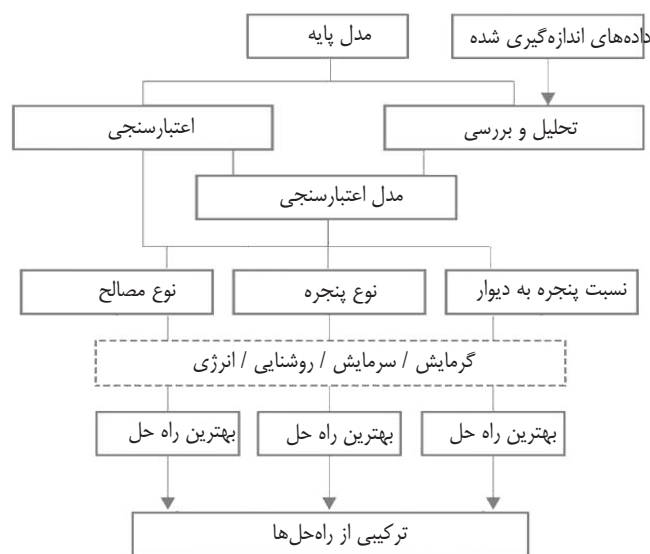 داده‌های اندازه‌گیری شده
مدل پایه
تحلیل و بررسی
اعتبارسنجی
مدل اعتبارسنجی
نسبت پنجره به دیوار
نوع پنجره
نوع مصالح
گرمایش / سرمایش / روشنایی / انرژی
بهترین راه حل
بهترین راه حل
بهترین راه حل
ترکیبی از راه‌حل‌ها